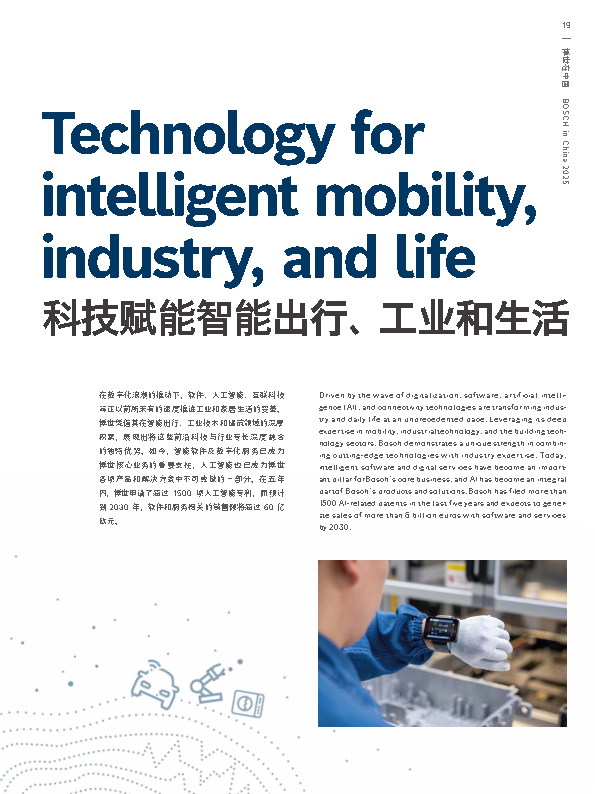 19
博世在中国 BOSCH in China 2025
Technology for
intelligent mobility,
industry, and life
科技赋能智能出行、工业和生活
在数字化浪潮的推动下，软件、人工智能、互联科技
等正以前所未有的速度推进工业和家居生活的变革。
博世凭借其在智能出行、工业技术和建筑领域的深厚
积累，展现出将这些前沿科技与行业专长深度融合
的独特优势。如今，智能软件及数字化服务已成为
博世核心业务的重要支柱，人工智能也已成为博世
各项产品和解决方案中不可或缺的一部分。在五年
内，博世申请了超过 1500 项人工智能专利，而预计
到 2030 年，软件和服务相关的销售额将超过 60 亿
欧元。
Driven by the wave of digitalization, software, artificial intelli-
gence (AI), and connectivity technologies are transforming indus-
try and daily life at an unprecedented pace. Leveraging its deep
expertise in mobility, industrial technology, and the building tech-
nology sectors, Bosch demonstrates a unique strength in combin-
ing cutting-edge technologies with industry expertise. Today,
intelligent software and digital services have become an import-
ant pillar for Bosch's core business, and AI has become an integral
part of Bosch's products and solutions. Bosch has filed more than
1500 AI-related patents in the last five years and expects to gener-
ate sales of more than 6 billion euros with software and services
by 2030.